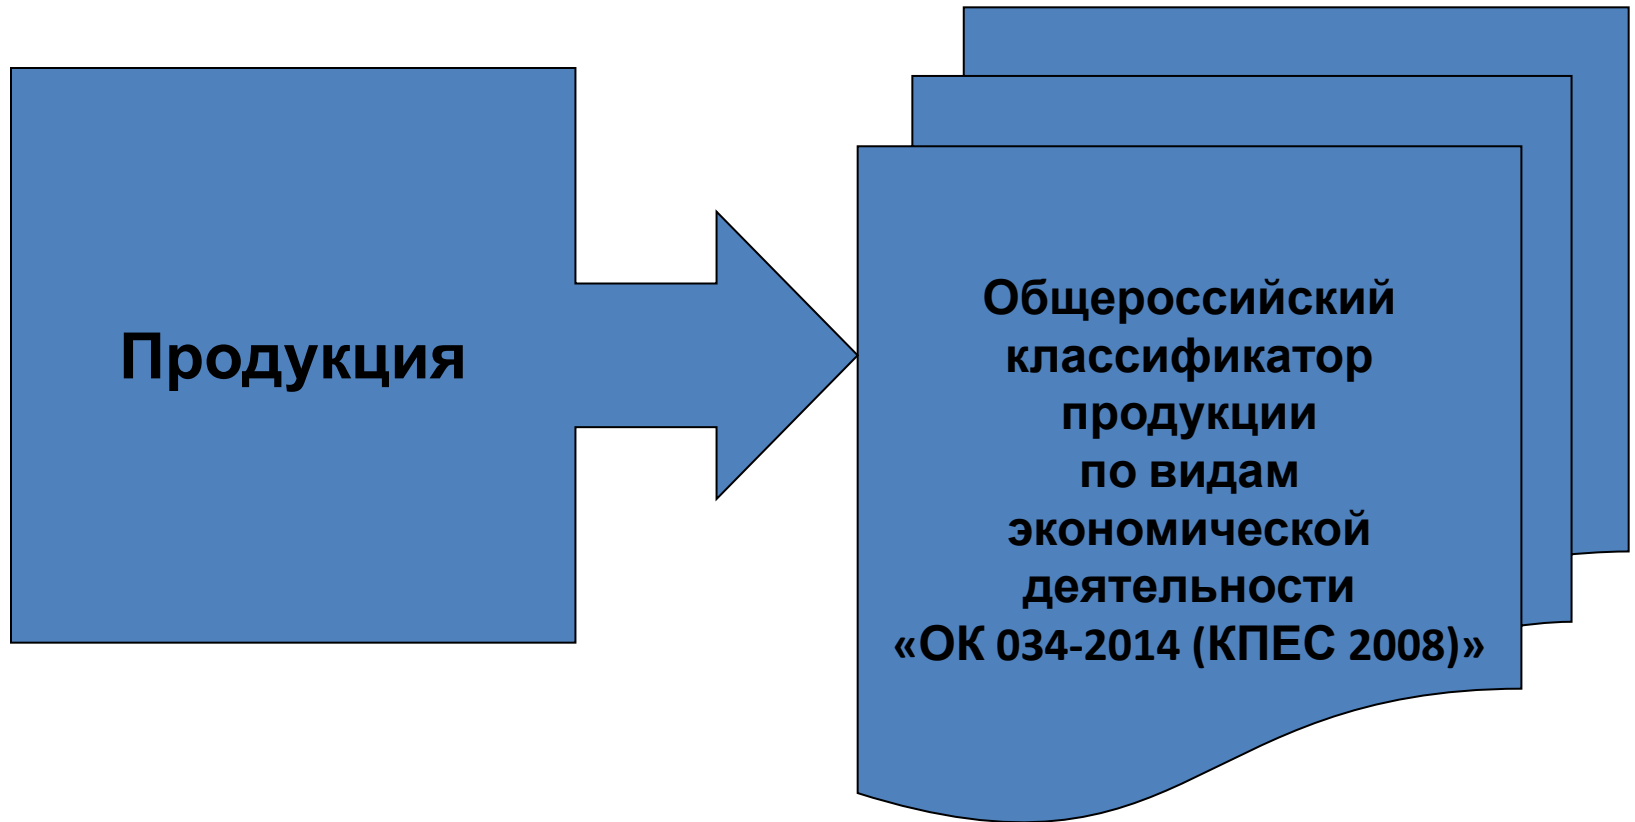 Продукция
Общероссийский
классификатор
продукции
по видам
экономической
деятельности
«ОК 034-2014 (КПЕС 2008)»